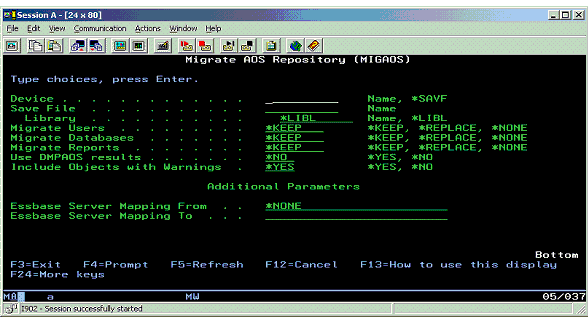 Session A - [24 x 80]
File Edit View Communication Actions Window Help
Migrate AOS Repository (MIGAOS)
Type choices, press Enter.
Device . . . . . . . . . . . . . _ Name, *SAVF
Save File . . . . . . . . . . . Name
Library . . . . . . . . . . . *LIBL Name, *LIBL
Migrate Users . . . . . . . . . *KEEP *KEEP, *REPLACE, *NONE
Migrate Databases . . . . . . . *KEEP *KEEP, *REPLACE, *NONE
Migrate Reports . . . . . . . . *KEEP *KEEP, *REPLACE, *NONE
Use DMPAOS results . . . . . . . *NO *YES, *NO
Include Objects with Warnings . *YES *YES, *NO
Additional Parameters
Essbase Server Mapping From . . *NONE
Essbase Server Mapping To . . .
Bottom
F3=Exit F4=Prompt F5=Refresh F12=Cancel F13=How to use this display
F24=More keys
MA a MW 05/037
I902 - Session successfully started